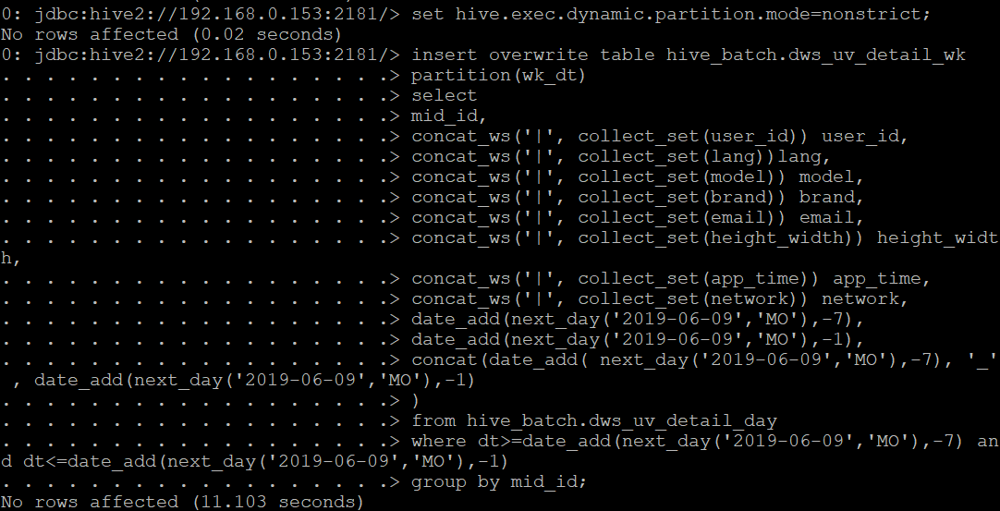 0: jdbc:hive2://192.168.0.153:2181/> set hive.exec.dynamic.partition.mode=nonstrict;
No rows affected (0.02 seconds)
0: jdbc:hive2://192.168.0.153:2181/> insert overwrite table hive_batch.dws_uv_detail_wk
. . . . . . . . . . . . . . . . . .> partition(wk_dt)
. . . . . . . . . . . . . . . . . .> select
. . . . . . . . . . . . . . . . . .> mid_id,
. . . . . . . . . . . . . . . . . .> concat_ws('|', collect_set(user_id)) user_id,
. . . . . . . . . . . . . . . . . .> concat_ws('|', collect_set(lang))lang,
. . . . . . . . . . . . . . . . . .> concat_ws('|', collect_set(model)) model,
. . . . . . . . . . . . . . . . . .> concat_ws('|', collect_set(brand)) brand,
. . . . . . . . . . . . . . . . . .> concat_ws('|', collect_set(email)) email,
. . . . . . . . . . . . . . . . . .> concat_ws('|', collect_set(height_width)) height_widt
h,
. . . . . . . . . . . . . . . . . .> concat_ws('|', collect_set(app_time)) app_time,
. . . . . . . . . . . . . . . . . .> concat_ws('|', collect_set(network)) network,
. . . . . . . . . . . . . . . . . .> date_add(next_day('2019-06-09','MO'),-7),
. . . . . . . . . . . . . . . . . .> date_add(next_day('2019-06-09','MO'),-1),
. . . . . . . . . . . . . . . . . .> concat(date_add( next_day('2019-06-09','MO'),-7), '_'
 , date_add(next_day('2019-06-09','MO'),-1)
. . . . . . . . . . . . . . . . . .> )
. . . . . . . . . . . . . . . . . .> from hive_batch.dws_uv_detail_day
. . . . . . . . . . . . . . . . . .> where dt>=date_add(next_day('2019-06-09','MO'),-7) an
d dt<=date_add(next_day('2019-06-09','MO'),-1)
. . . . . . . . . . . . . . . . . .> group by mid_id;
No rows affected (11.103 seconds)